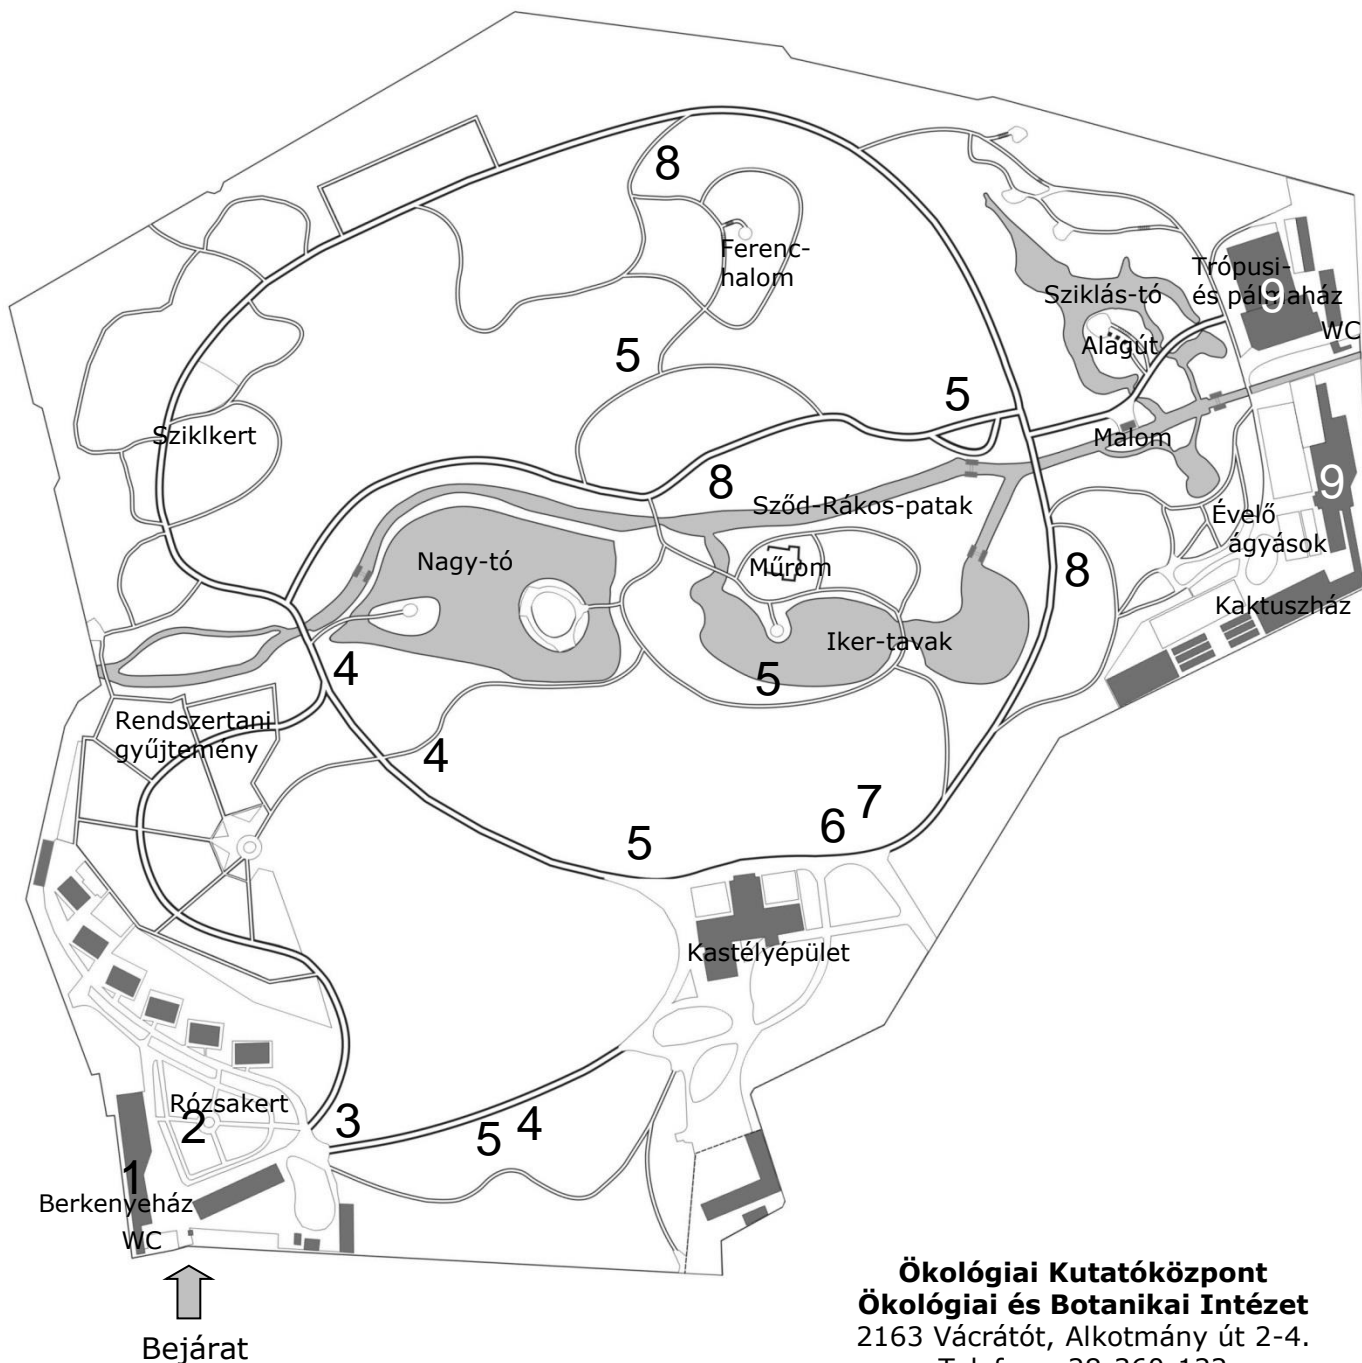 8
Ferenc-
halom
Trópusi-
és pálmaház
9
Sziklás-tó
WC
Alagút
5
5
Sziklkert
Malom
8
9
Sződ-Rákos-patak
Évelő
ágyások
Nagy-tó
Műrom
8
Kaktuszház
Iker-tavak
4
5
Rendszertani
gyűjtemény
4
7
6
5
Kastélyépület
Rózsakert
2
3
4
5
1
Berkenyeház
WC
Bejárat
Ökológiai Kutatóközpont
Ökológiai és Botanikai Intézet
2163 Vácrátót, Alkotmány út 2-4.